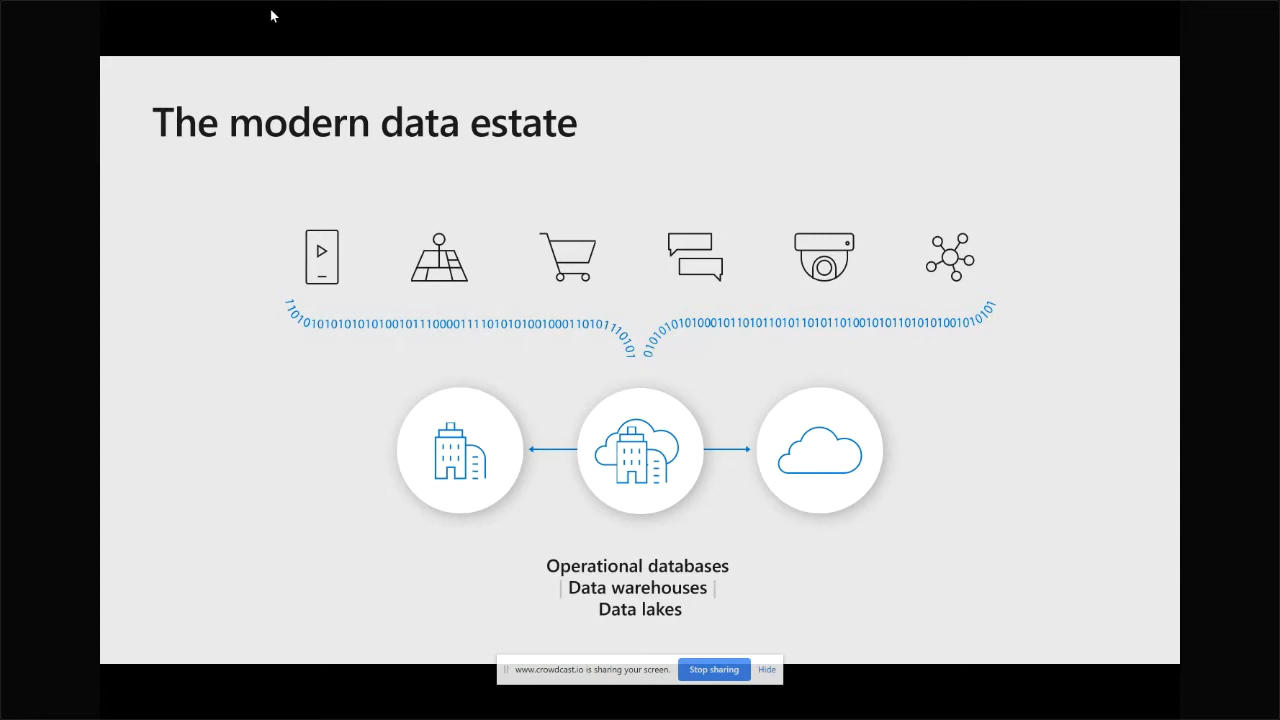 The modern data estate
Operational databases
| Data warehouses |
Data lakes
www.crowdcast.io is sharing your screen. Stop sharing Hide